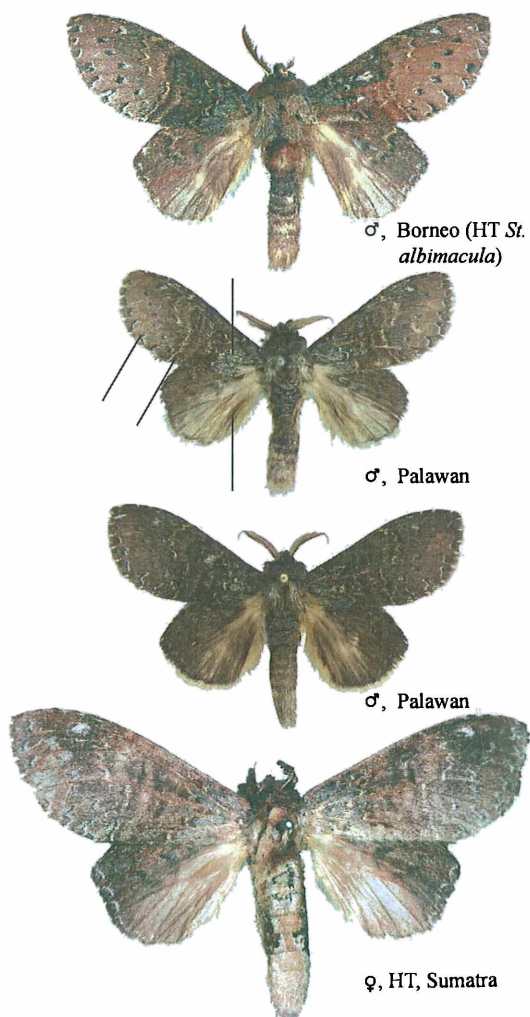 ♂, Borneo (HT St.
albimacula)
♂, Palawan
♂, Palawan
♀, HT, Sumatra